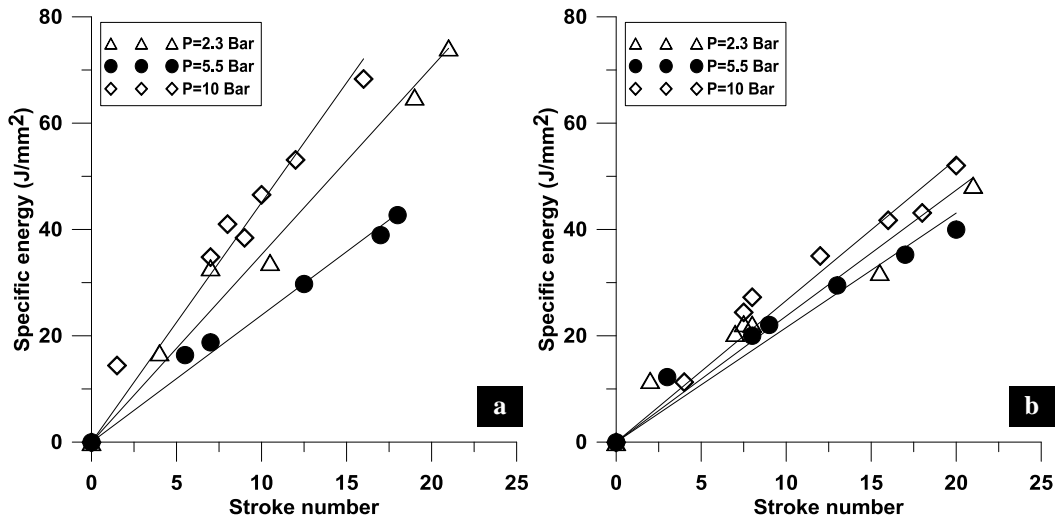 80
60
40
20
0
Specific energy (J/mm²)
P=2.3 Bar
P=5.5 Bar
P=10 Bar
a
0 5 10 15 20 25
Stroke number
80
60
40
20
0
Specific energy (J/mm²)
P=2.3 Bar
P=5.5 Bar
P=10 Bar
b
0 5 10 15 20 25
Stroke number